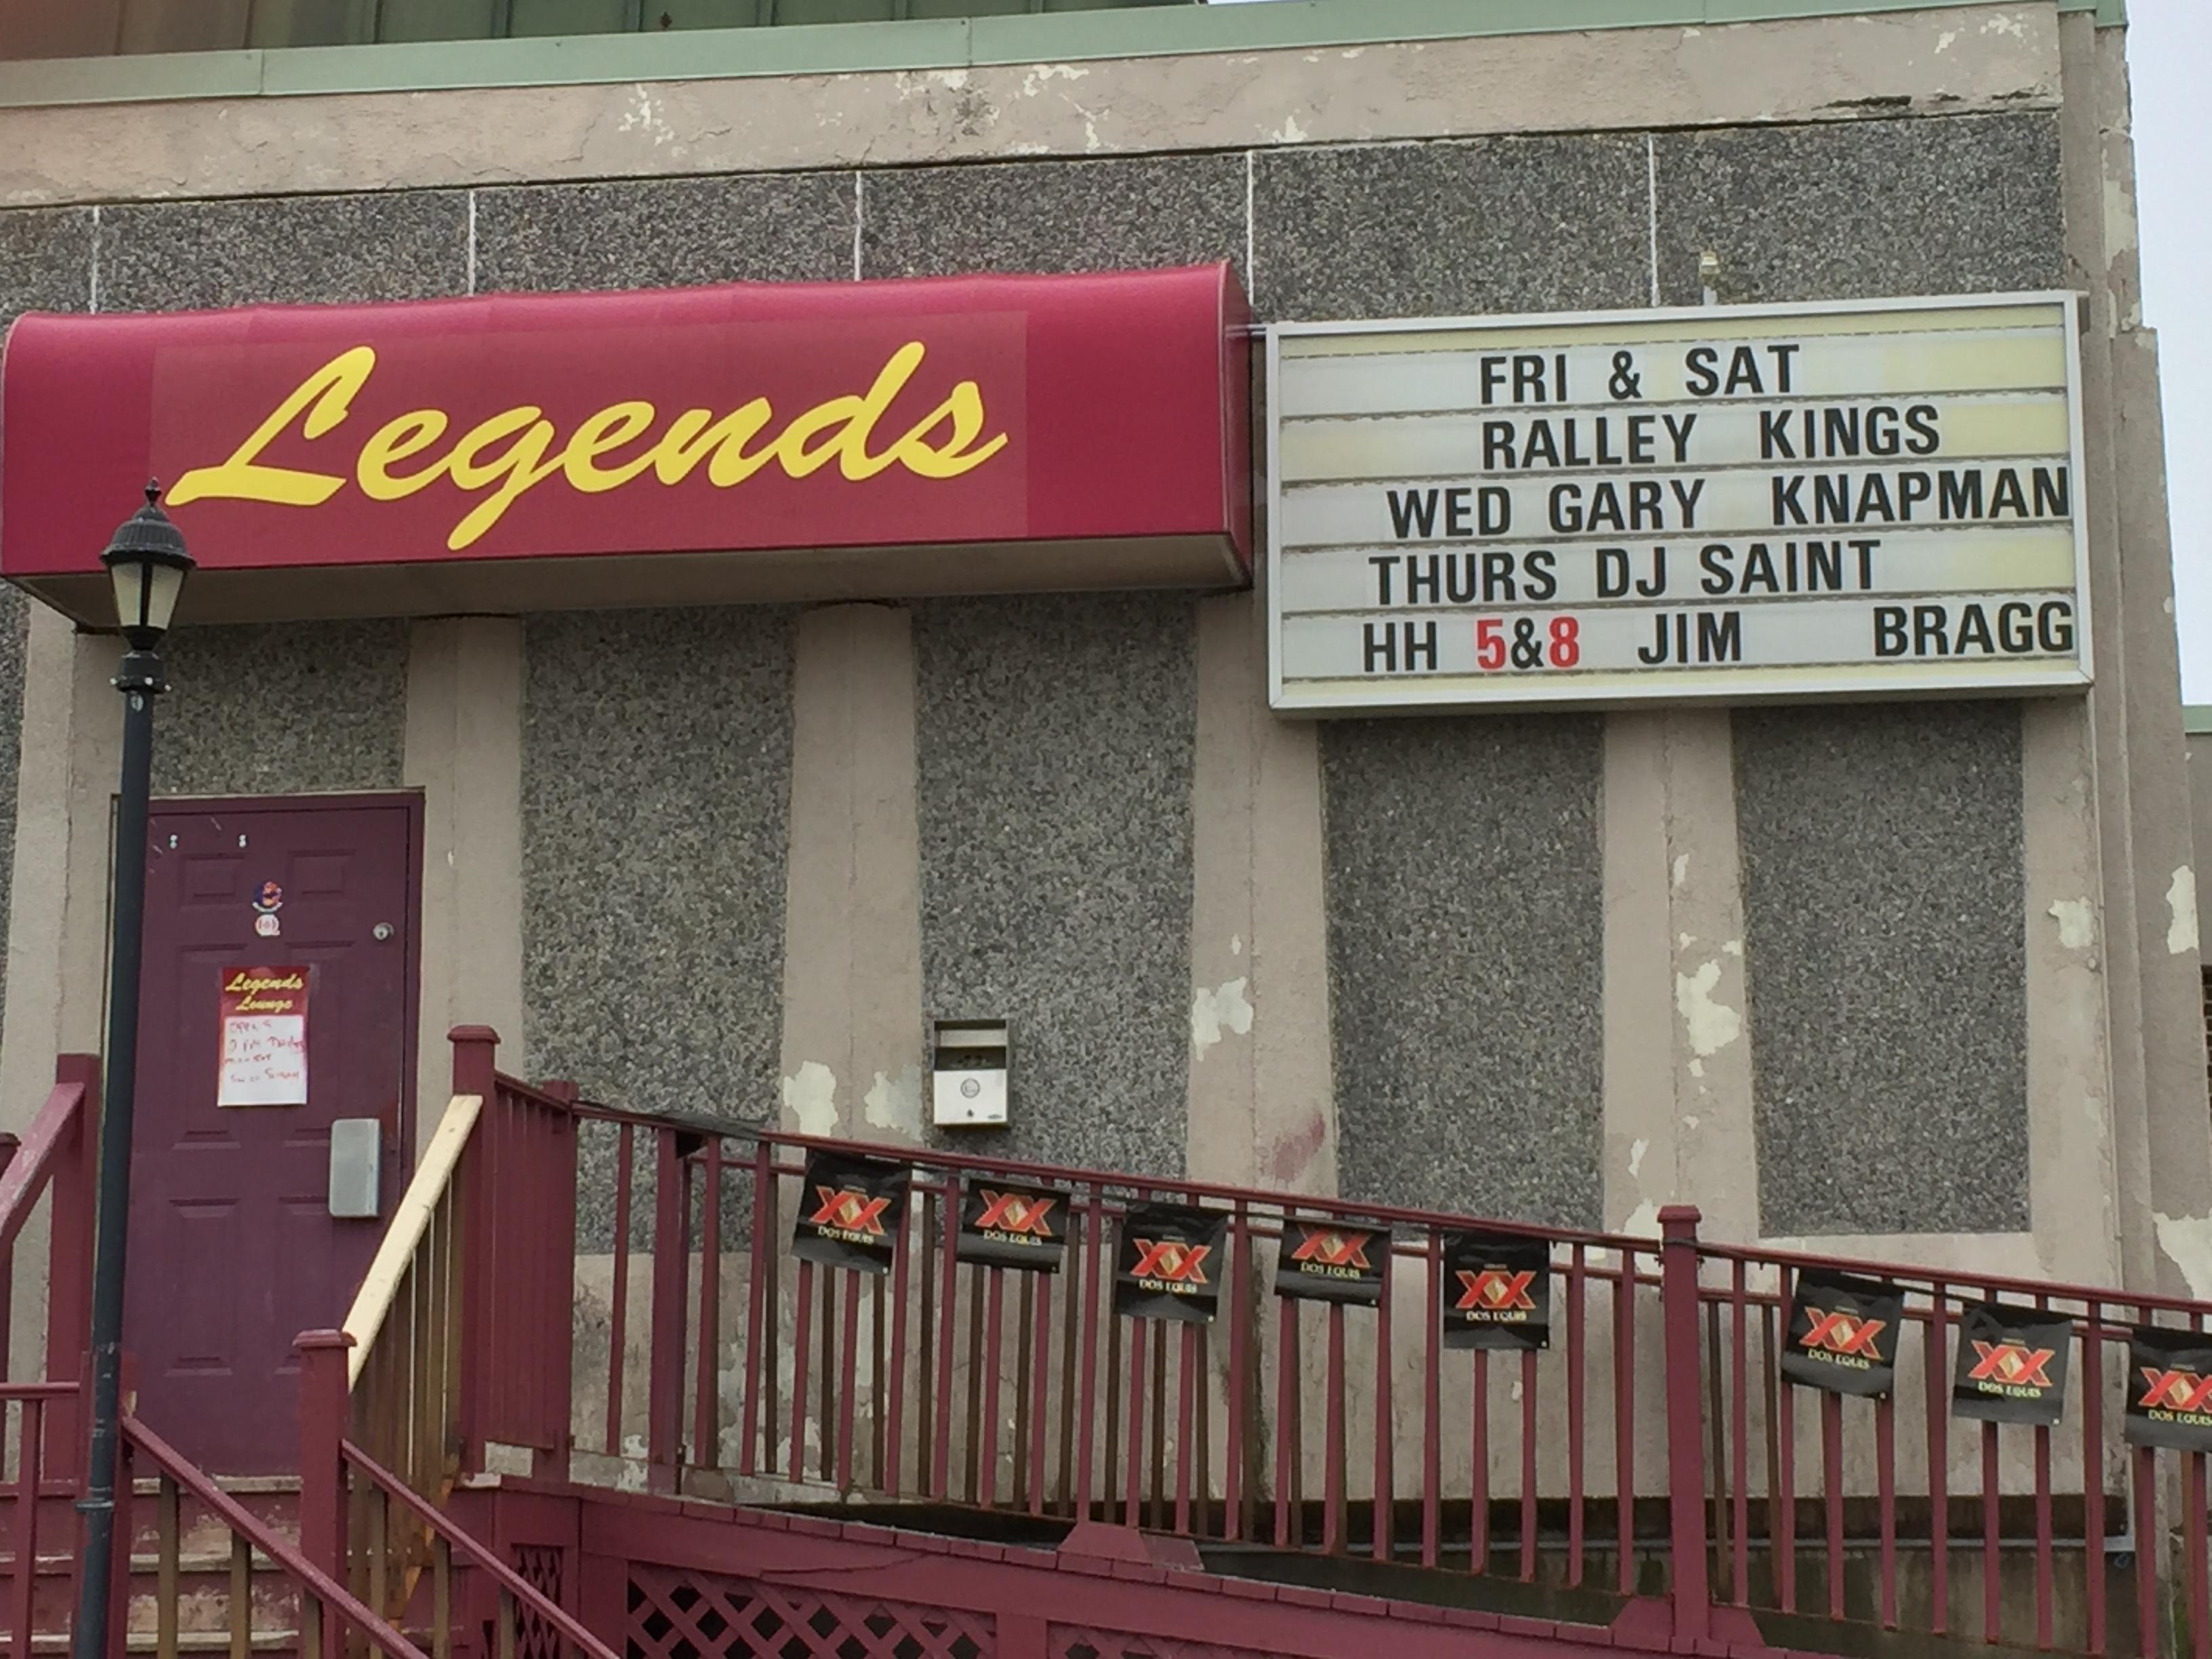 Legends
FRI & SAT
RALLEY KINGS
WED GARY KNAPMAN
THURS DJ SAINT
HH 5&8 JIM BRAGG
Legends
Lounge
XX
DOS EQUIS
XX
DOS EQUIS
XX
DOS EQUIS
XX
DOS EQUIS
XX
DOS EQUIS
XX
DOS EQUIS
XX
DOS EQUIS
XX
DOS EQUIS